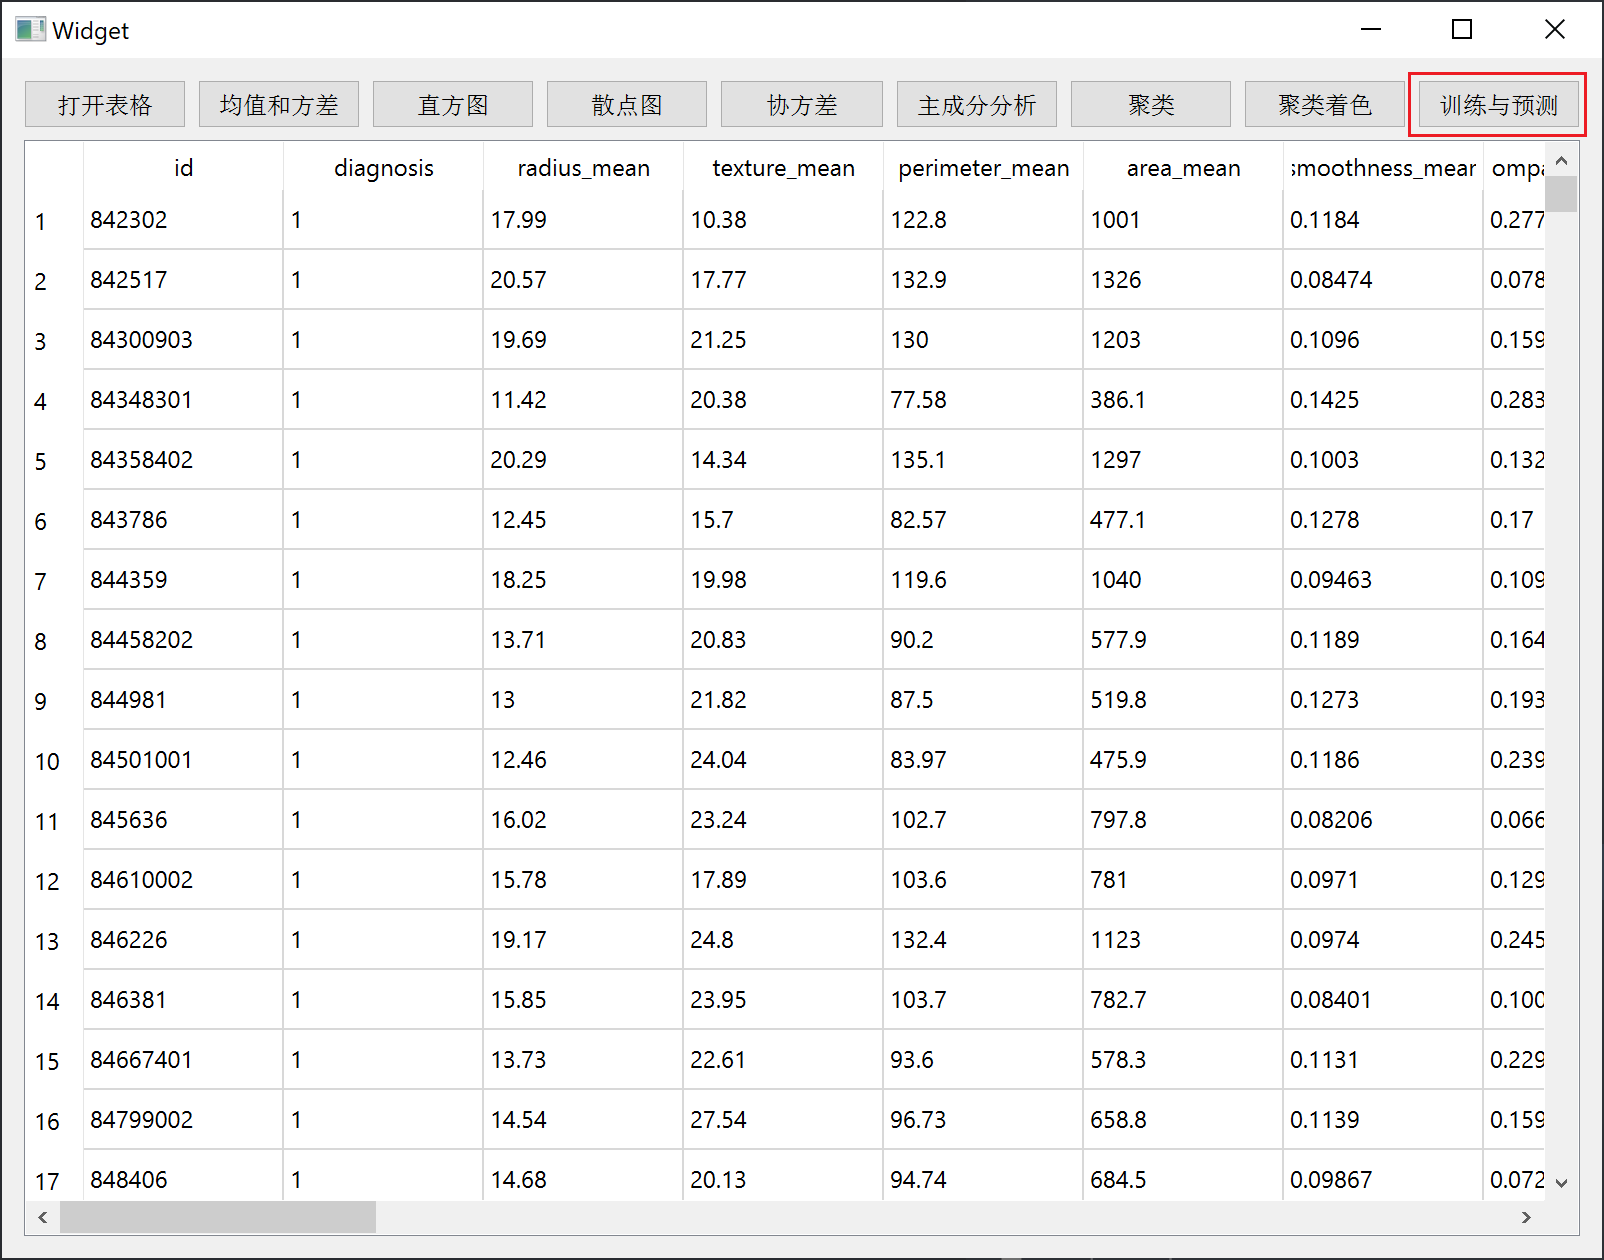 Widget
打开表格 均值和方差 直方图 散点图 协方差 主成分分析 聚类 聚类着色 训练与预测
id diagnosis radius_mean texture_mean perimeter_mean area_mean smoothness_mean ompa
1 842302 1 17.99 10.38 122.8 1001 0.1184 0.277
2 842517 1 20.57 17.77 132.9 1326 0.08474 0.078
3 84300903 1 19.69 21.25 130 1203 0.1096 0.159
4 84348301 1 11.42 20.38 77.58 386.1 0.1425 0.283
5 84358402 1 20.29 14.34 135.1 1297 0.1003 0.132
6 843786 1 12.45 15.7 82.57 477.1 0.1278 0.17
7 844359 1 18.25 19.98 119.6 1040 0.09463 0.109
8 84458202 1 13.71 20.83 90.2 577.9 0.1189 0.164
9 844981 1 13 21.82 87.5 519.8 0.1273 0.193
10 84501001 1 12.46 24.04 83.97 475.9 0.1186 0.239
11 845636 1 16.02 23.24 102.7 797.8 0.08206 0.066
12 84610002 1 15.78 17.89 103.6 781 0.0971 0.129
13 846226 1 19.17 24.8 132.4 1123 0.0974 0.245
14 846381 1 15.85 23.95 103.7 782.7 0.08401 0.100
15 84667401 1 13.73 22.61 93.6 578.3 0.1131 0.229
16 84799002 1 14.54 27.54 96.73 658.8 0.1139 0.159
17 848406 1 14.68 20.13 94.74 684.5 0.09867 0.072